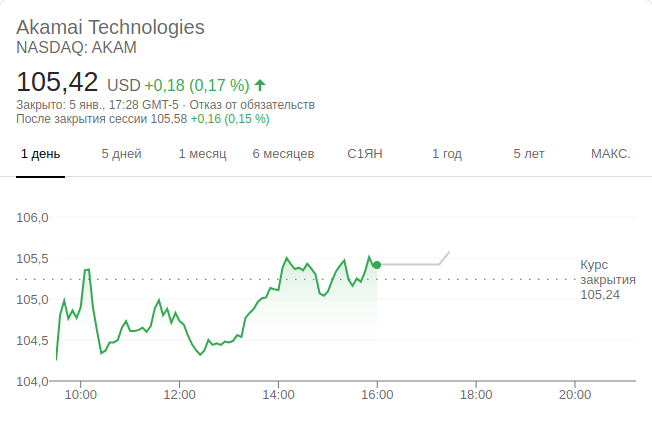 Akamai Technologies
NASDAQ: AKAM
105,42 USD +0,18 (0,17 %)
Закрыто: 5 янв., 17:28 GMT-5 · Отказ от обязательств
После закрытия сессии 105,58 +0,16 (0,15 %)
1 день 5 дней 1 месяц 6 месяцев С1ЯН 1 год 5 лет МАКС.
106,0
105,5
Курс
закрытия
105,24
105,0
104,5
104,0
10:00 12:00 14:00 16:00 18:00 20:00